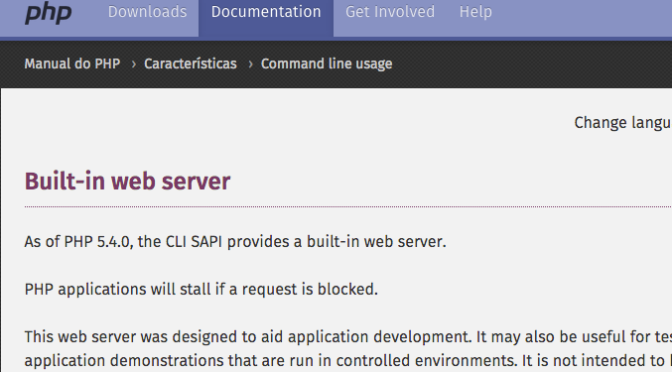 php Downloads Documentation Get Involved Help
Manual do PHP › Características › Command line usage
Change langu
Built-in web server
As of PHP 5.4.0, the CLI SAPI provides a built-in web server.
PHP applications will stall if a request is blocked.
This web server was designed to aid application development. It may also be useful for tes
application demonstrations that are run in controlled environments. It is not intended to